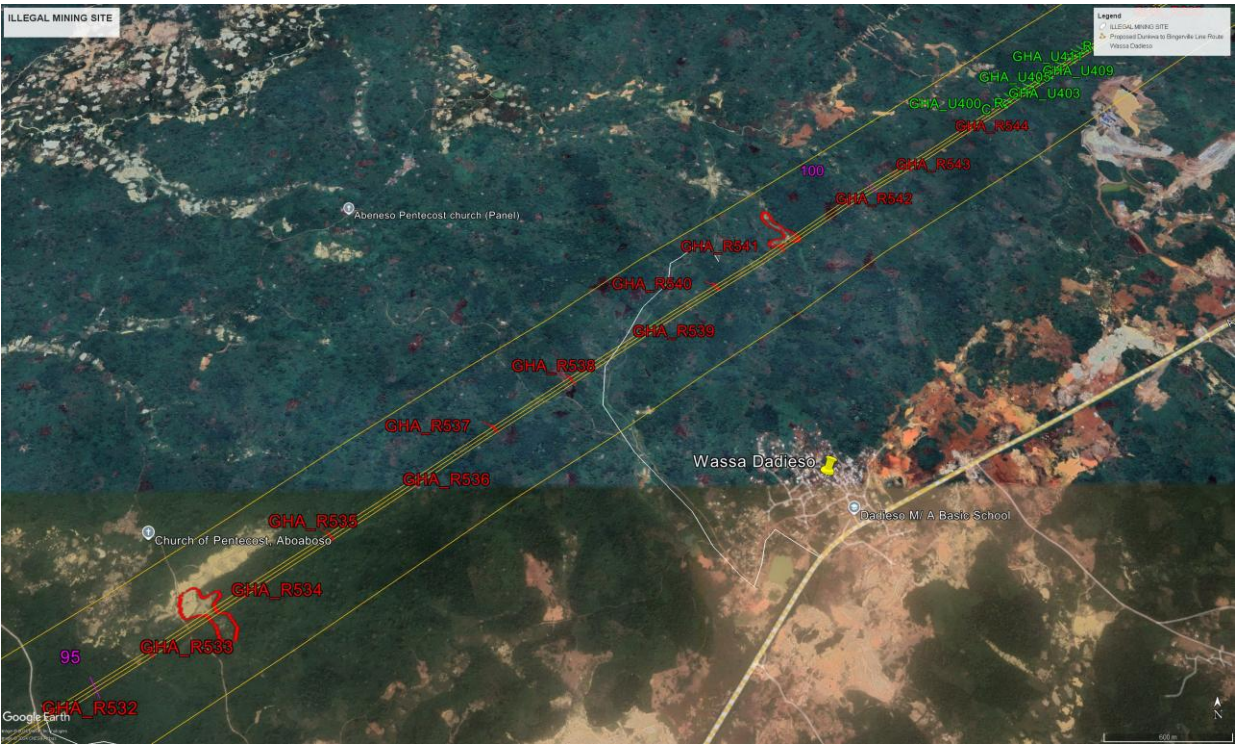 ILLEGAL MINING SITE
Legend
ILLEGAL MINING SITE
Proposed Dunkwa to Bingerville Line Route
Wassa Dadieso
GHA_U411
R
GHA_U409
GHA_U405
GHA_U403
GHA_U400
C
R
GHA_R544
GHA_R543
100
GHA_R542
Abeneso Pentecost church (Panel)
GHA_R541
GHA_R540
GHA_R539
GHA_R538
GHA_R537
Wassa Dadieso
GHA_R536
Dadieso M/ A Basic School
GHA_R535
Church of Pentecost, Aboaboso
GHA_R534
GHA_R533
95
GHA_R532
Google Earth
N
600 m